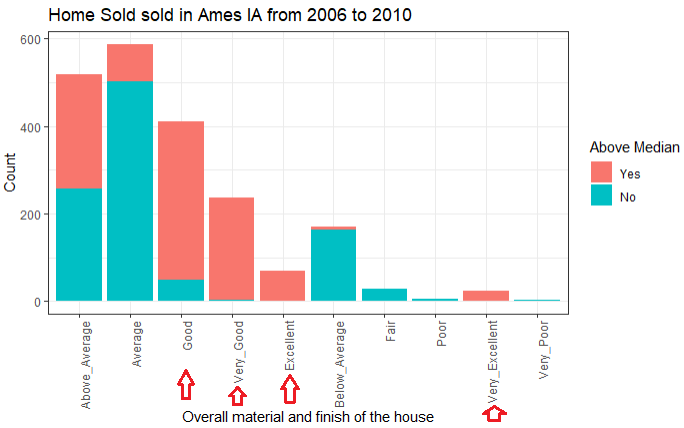 Home Sold sold in Ames IA from 2006 to 2010
600
400
200
0
Count
Above Median
Yes
No
Above_Average
Average
Good
Very_Good
Excellent
Below_Average
Fair
Poor
Very_Excellent
Very_Poor
Overall material and finish of the house